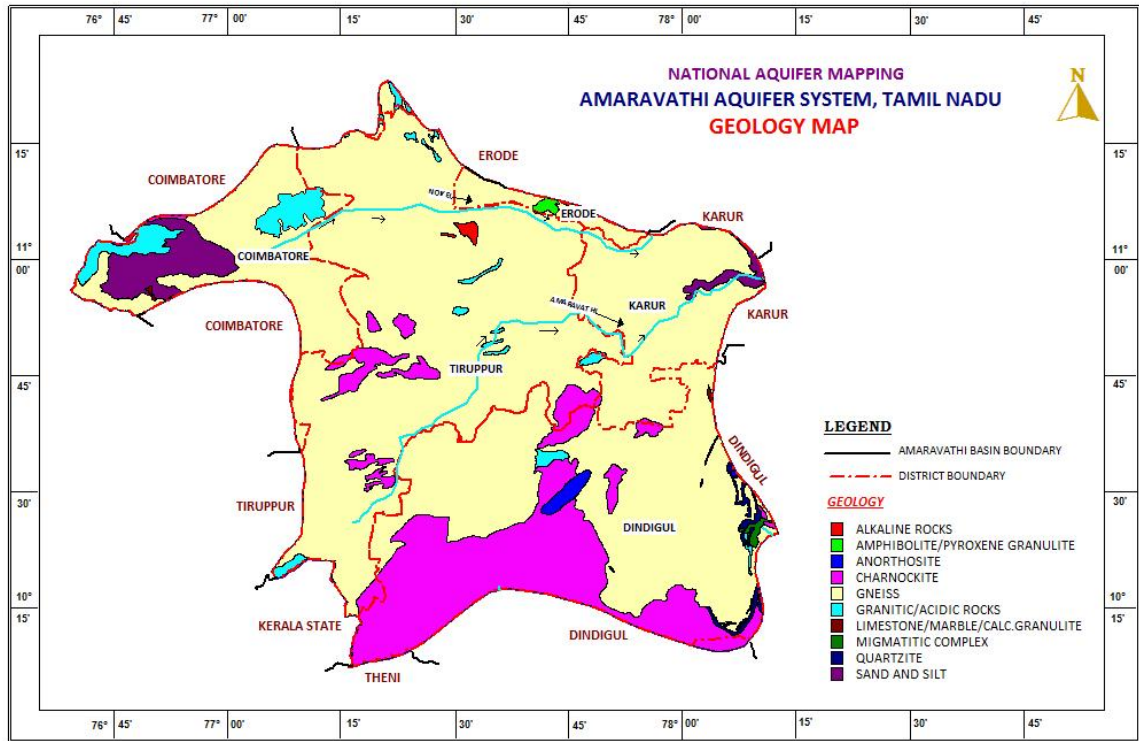 76° 45' 77° 00' 15' 30' 45' 78° 00' 15' 30' 45'
NATIONAL AQUIFER MAPPING
AMARAVATHI AQUIFER SYSTEM, TAMIL NADU
GEOLOGY MAP
N
15' 15'
ERODE
COIMBATORE
ERODE
KARUR
COIMBATORE
11° 00' 11° 00'
COIMBATORE
AMARAVATHI
KARUR
KARUR
TIRUPPUR
45' 45'
LEGEND
AMARAVATHI BASIN BOUNDARY
DISTRICT BOUNDARY
DINDIGUL
30' 30'
TIRUPPUR
DINDIGUL
GEOLOGY
ALKALINE ROCKS
AMPHIBOLITE/PYROXENE GRANULITE
ANORTHOSITE
CHARNOCKITE
GNEISS
GRANITIC/ACIDIC ROCKS
LIMESTONE/MARBLE/CALC.GRANULITE
MIGMATITIC COMPLEX
QUARTZITE
SAND AND SILT
10° 15' 10° 15'
KERALA STATE
DINDIGUL
THENI
76° 45' 77° 00' 15' 30' 45' 78° 00' 15' 30' 45'